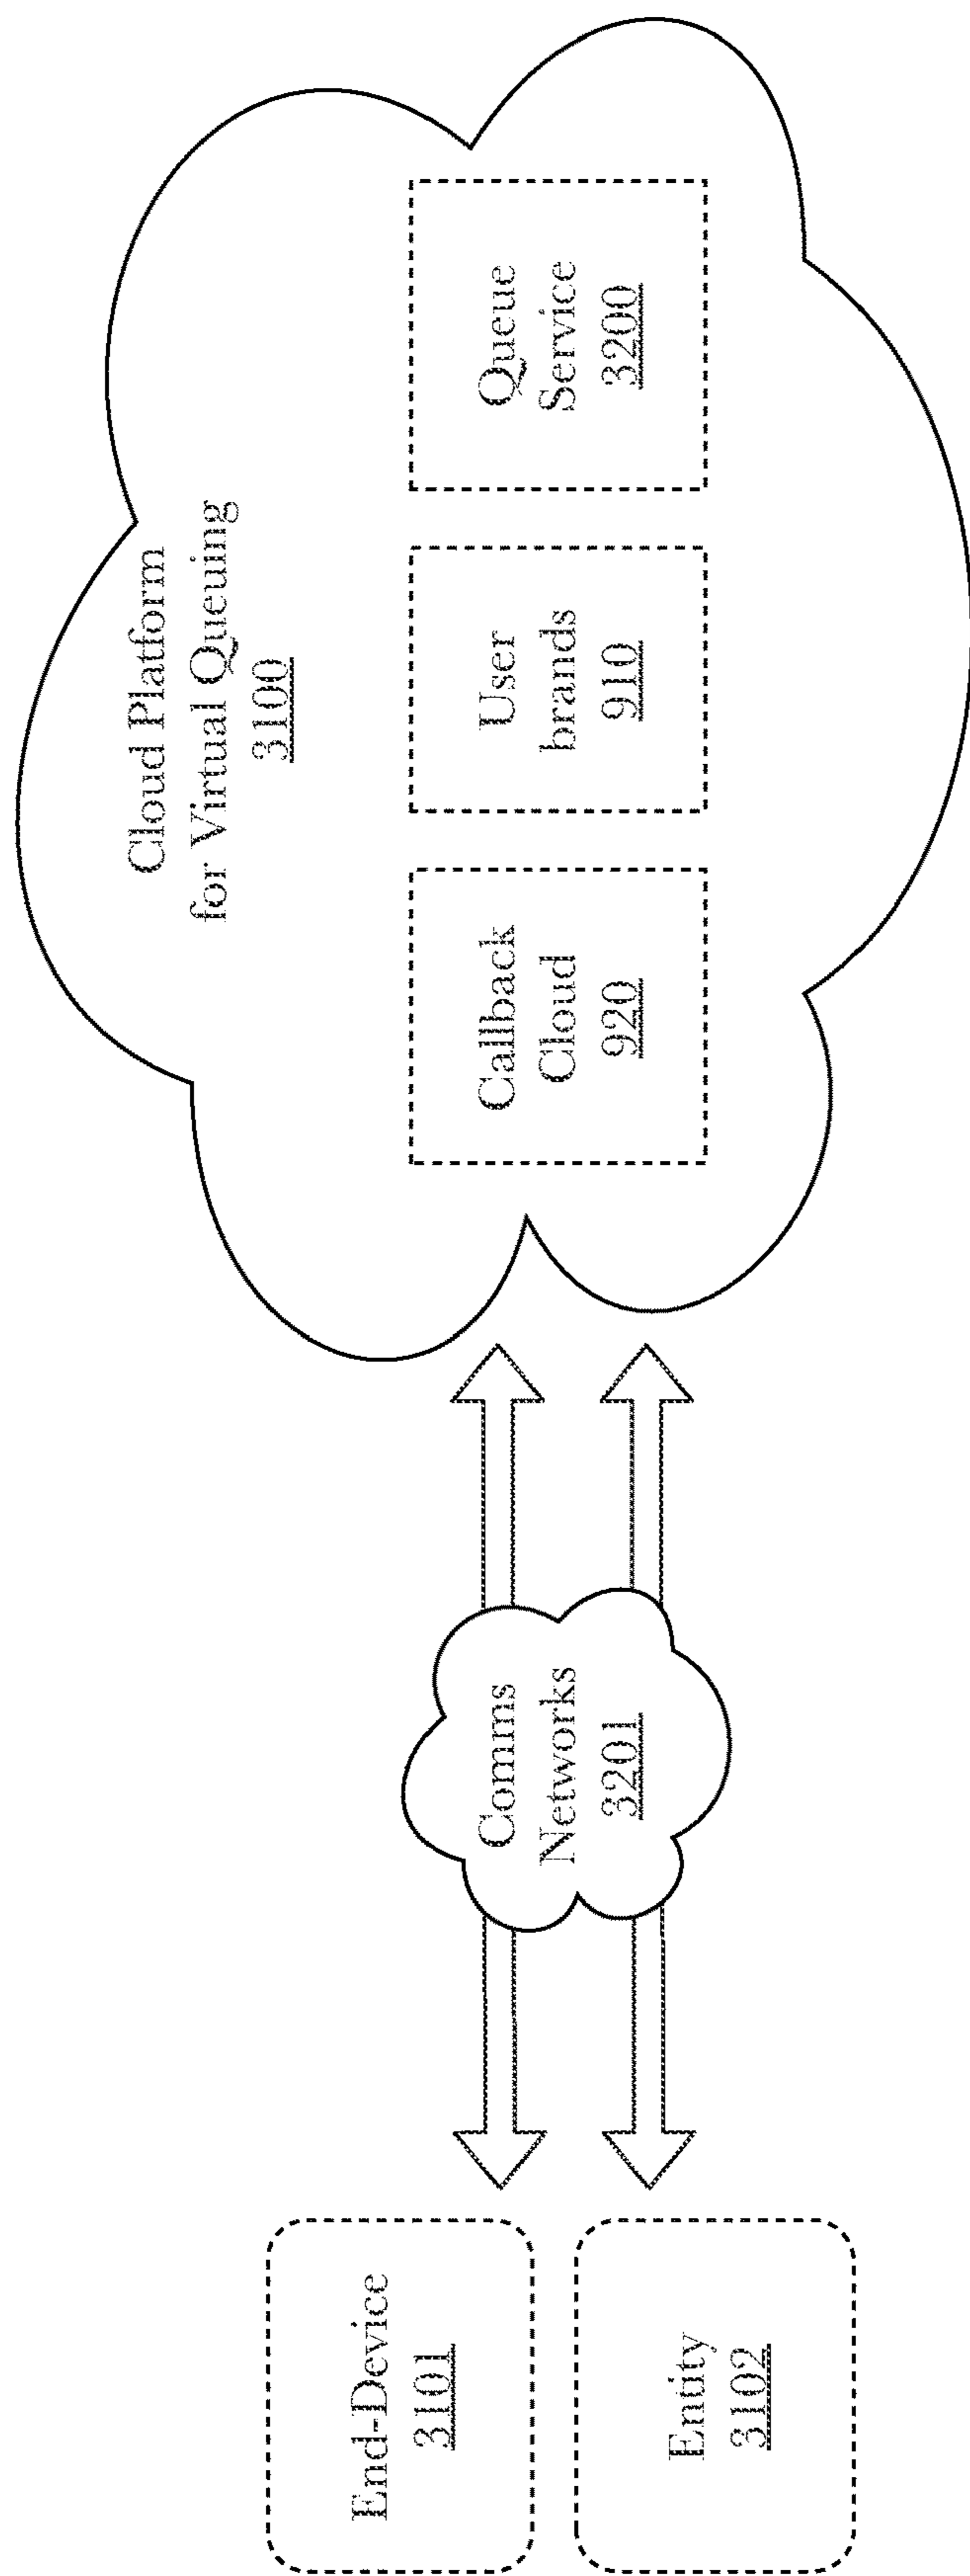 Cloud Platform
for Virtual Queuing
3100
End-Device
3101
Entity
3102
Comms
Networks
3201
Callback
Cloud
920
User
brands
910
Queue
Service
3200